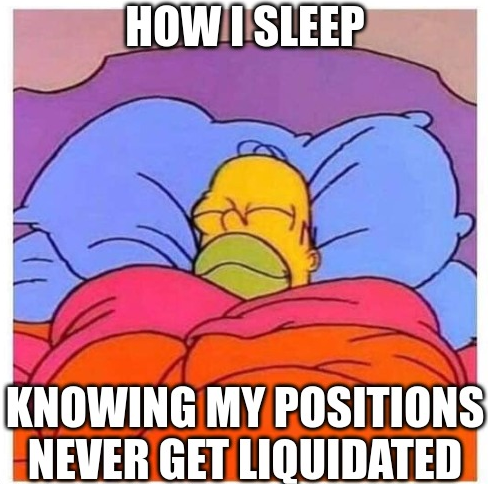 HOW I SLEEP
KNOWING MY POSITIONS
NEVER GET LIQUIDATED